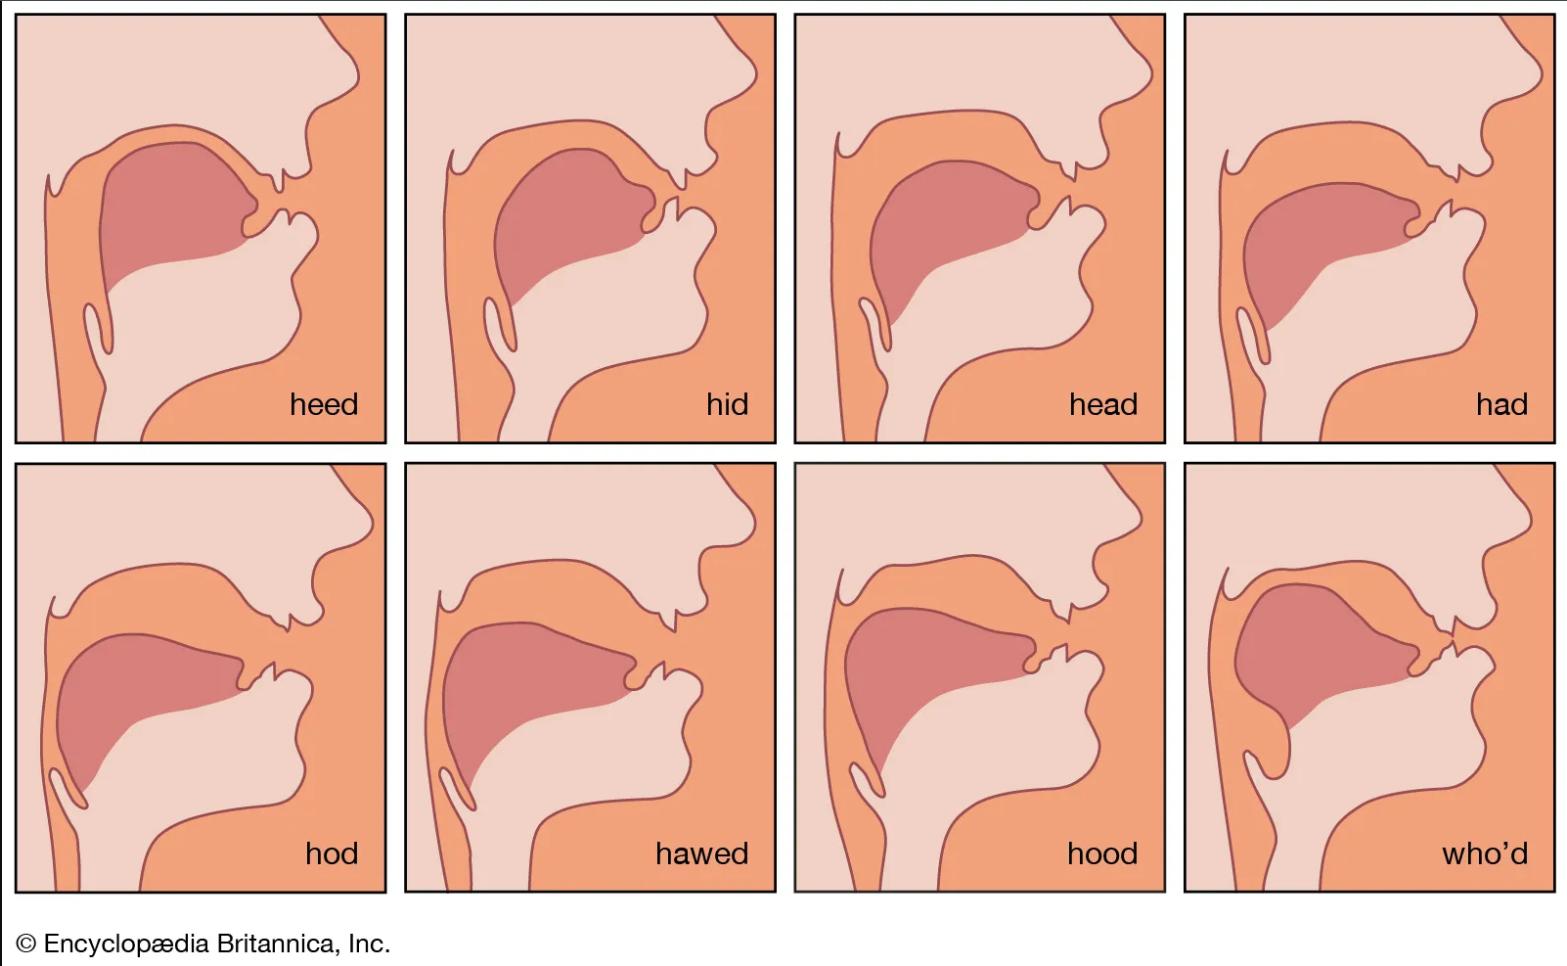 heed
hid
head
had
hod
hawed
hood
who’d
© Encyclopædia Britannica, Inc.